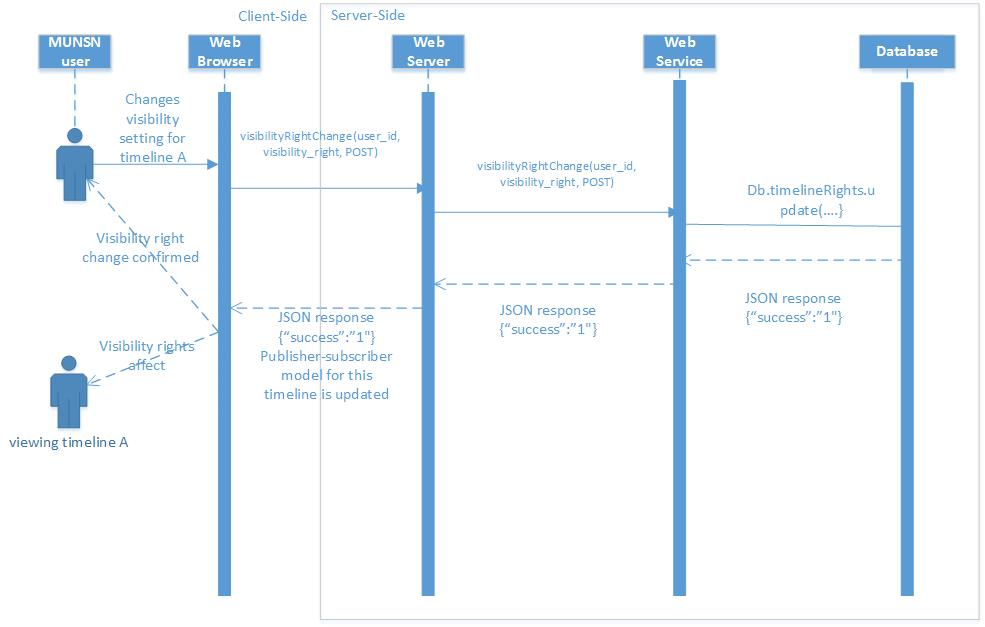 Client-Side
Server-Side
MUNSN
user
Web
Browser
Web
Server
Web
Service
Database
Changes
visibility
setting for
timeline A
visibilityRightChange(user_id,
visibility_right, POST)
visibilityRightChange(user_id,
visibility_right, POST)
Db.timelineRights.u
pdate(....}
Visibility right
change confirmed
JSON response
{“success”:”1"}
JSON response
{“success”:”1"}
JSON response
{“success”:”1"}
Publisher-subscriber
model for this
timeline is updated
Visibility rights
affect
viewing timeline A